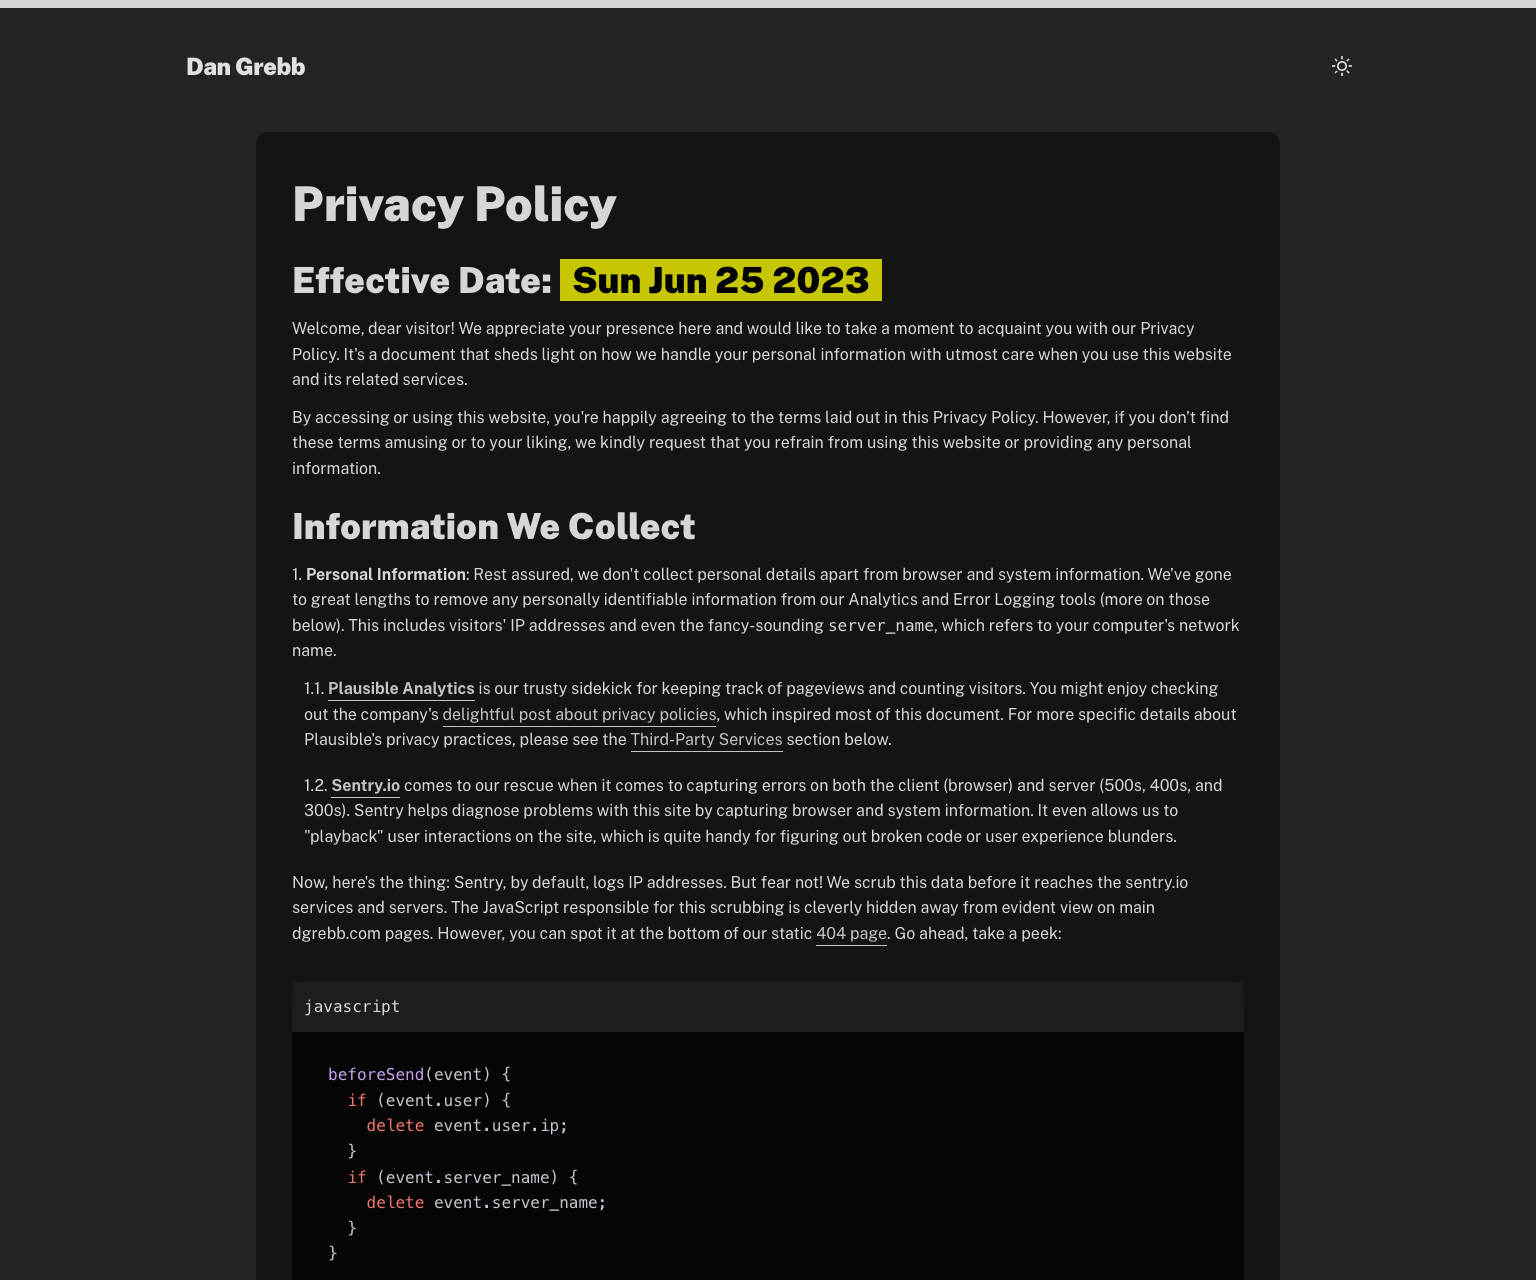 Dan Grebb
Privacy Policy
Effective Date: Sun Jun 25 2023
Welcome, dear visitor! We appreciate your presence here and would like to take a moment to acquaint you with our Privacy
Policy. It's a document that sheds light on how we handle your personal information with utmost care when you use this website
and its related services.
By accessing or using this website, you're happily agreeing to the terms laid out in this Privacy Policy. However, if you don't find
these terms amusing or to your liking, we kindly request that you refrain from using this website or providing any personal
information.
Information We Collect
1. Personal Information: Rest assured, we don't collect personal details apart from browser and system information. We've gone
to great lengths to remove any personally identifiable information from our Analytics and Error Logging tools (more on those
below). This includes visitors' IP addresses and even the fancy-sounding server_name, which refers to your computer's network
name.
1.1. Plausible Analytics is our trusty sidekick for keeping track of pageviews and counting visitors. You might enjoy checking
out the company's delightful post about privacy policies, which inspired most of this document. For more specific details about
Plausible's privacy practices, please see the Third-Party Services section below.
1.2. Sentry.io comes to our rescue when it comes to capturing errors on both the client (browser) and server (500s, 400s, and
300s). Sentry helps diagnose problems with this site by capturing browser and system information. It even allows us to
"playback" user interactions on the site, which is quite handy for figuring out broken code or user experience blunders.
Now, here's the thing: Sentry, by default, logs IP addresses. But fear not! We scrub this data before it reaches the sentry.io
services and servers. The JavaScript responsible for this scrubbing is cleverly hidden away from evident view on main
dgrebb.com pages. However, you can spot it at the bottom of our static 404 page. Go ahead, take a peek:
javascript
beforeSend(event) {
  if (event.user) {
    delete event.user.ip;
  }
  if (event.server_name) {
    delete event.server_name;
  }
}